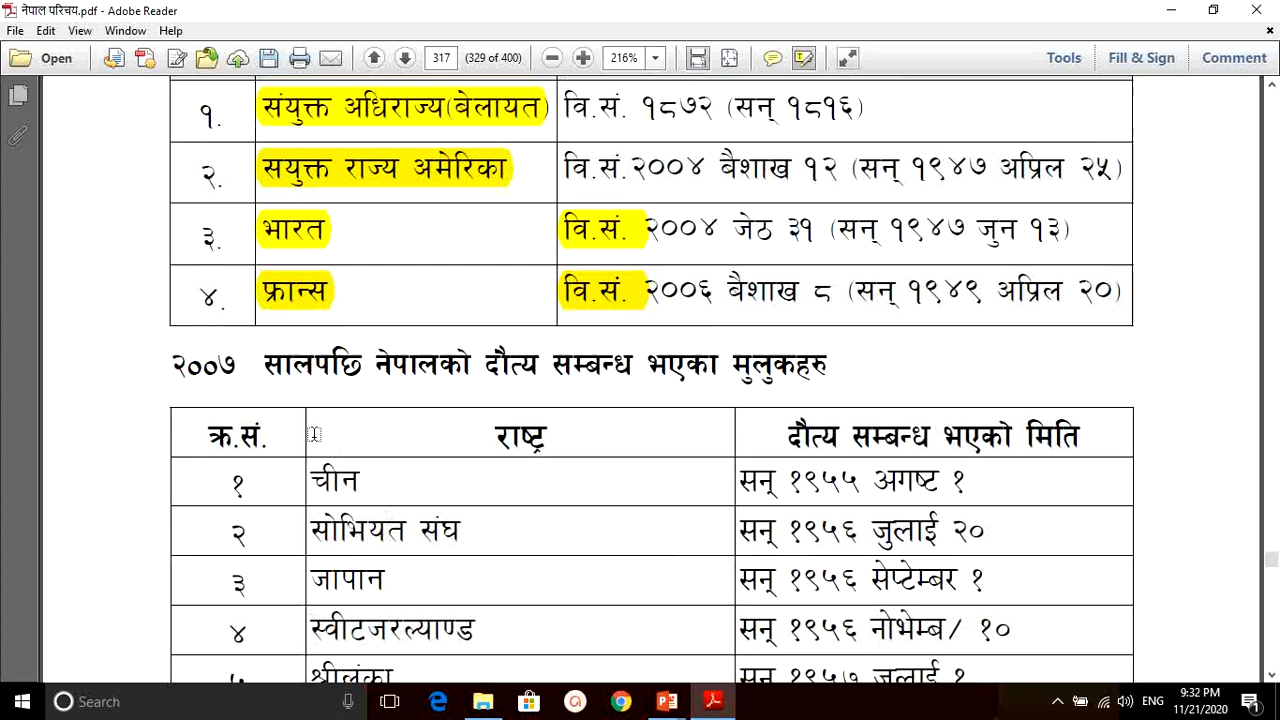 नेपाल परिचय.pdf - Adobe Reader
File Edit View Window Help
Open 317 (329 of 400) 216% Tools Fill & Sign Comment
१. संयुक्त अधिराज्य(बेलायत) वि.सं. १८७२ (सन् १८१६)
२. सयुक्त राज्य अमेरिका वि.सं.२००४ बैशाख १२ (सन् १९४७ अप्रिल २५)
३. भारत वि.सं. २००४ जेठ ३१ (सन् १९४७ जुन १३)
४. फ्रान्स वि.सं. २००६ बैशाख ८ (सन् १९४९ अप्रिल २०)
२००७ सालपछि नेपालको दौत्य सम्बन्ध भएका मुलुकहरु
क्र.सं. राष्ट्र दौत्य सम्बन्ध भएको मिति
१ चीन सन् १९५५ अगष्ट १
२ सोभियत संघ सन् १९५६ जुलाई २०
३ जापान सन् १९५६ सेप्टेम्बर १
४ स्वीटजरल्याण्ड सन् १९५६ नोभेम्ब/ १०
५ श्रीलंका सन् १९५७ जुलाई १
Search ENG 9:32 PM
11/21/2020